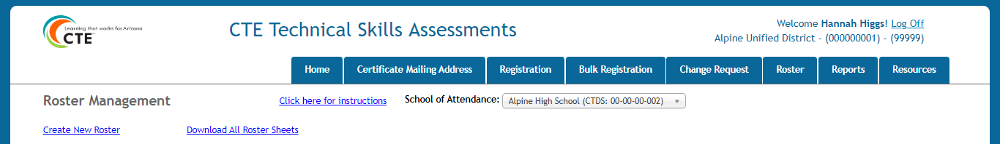 Learning that works for Arizona
CTE™
CTE Technical Skills Assessments
Welcome Hannah Higgs! Log Off
Alpine Unified District - (000000001) - (99999)
Home Certificate Mailing Address Registration Bulk Registration Change Request Roster Reports Resources
Roster Management Click here for instructions School of Attendance: Alpine High School (CTDS: 00-00-00-002)
Create New Roster Download All Roster Sheets